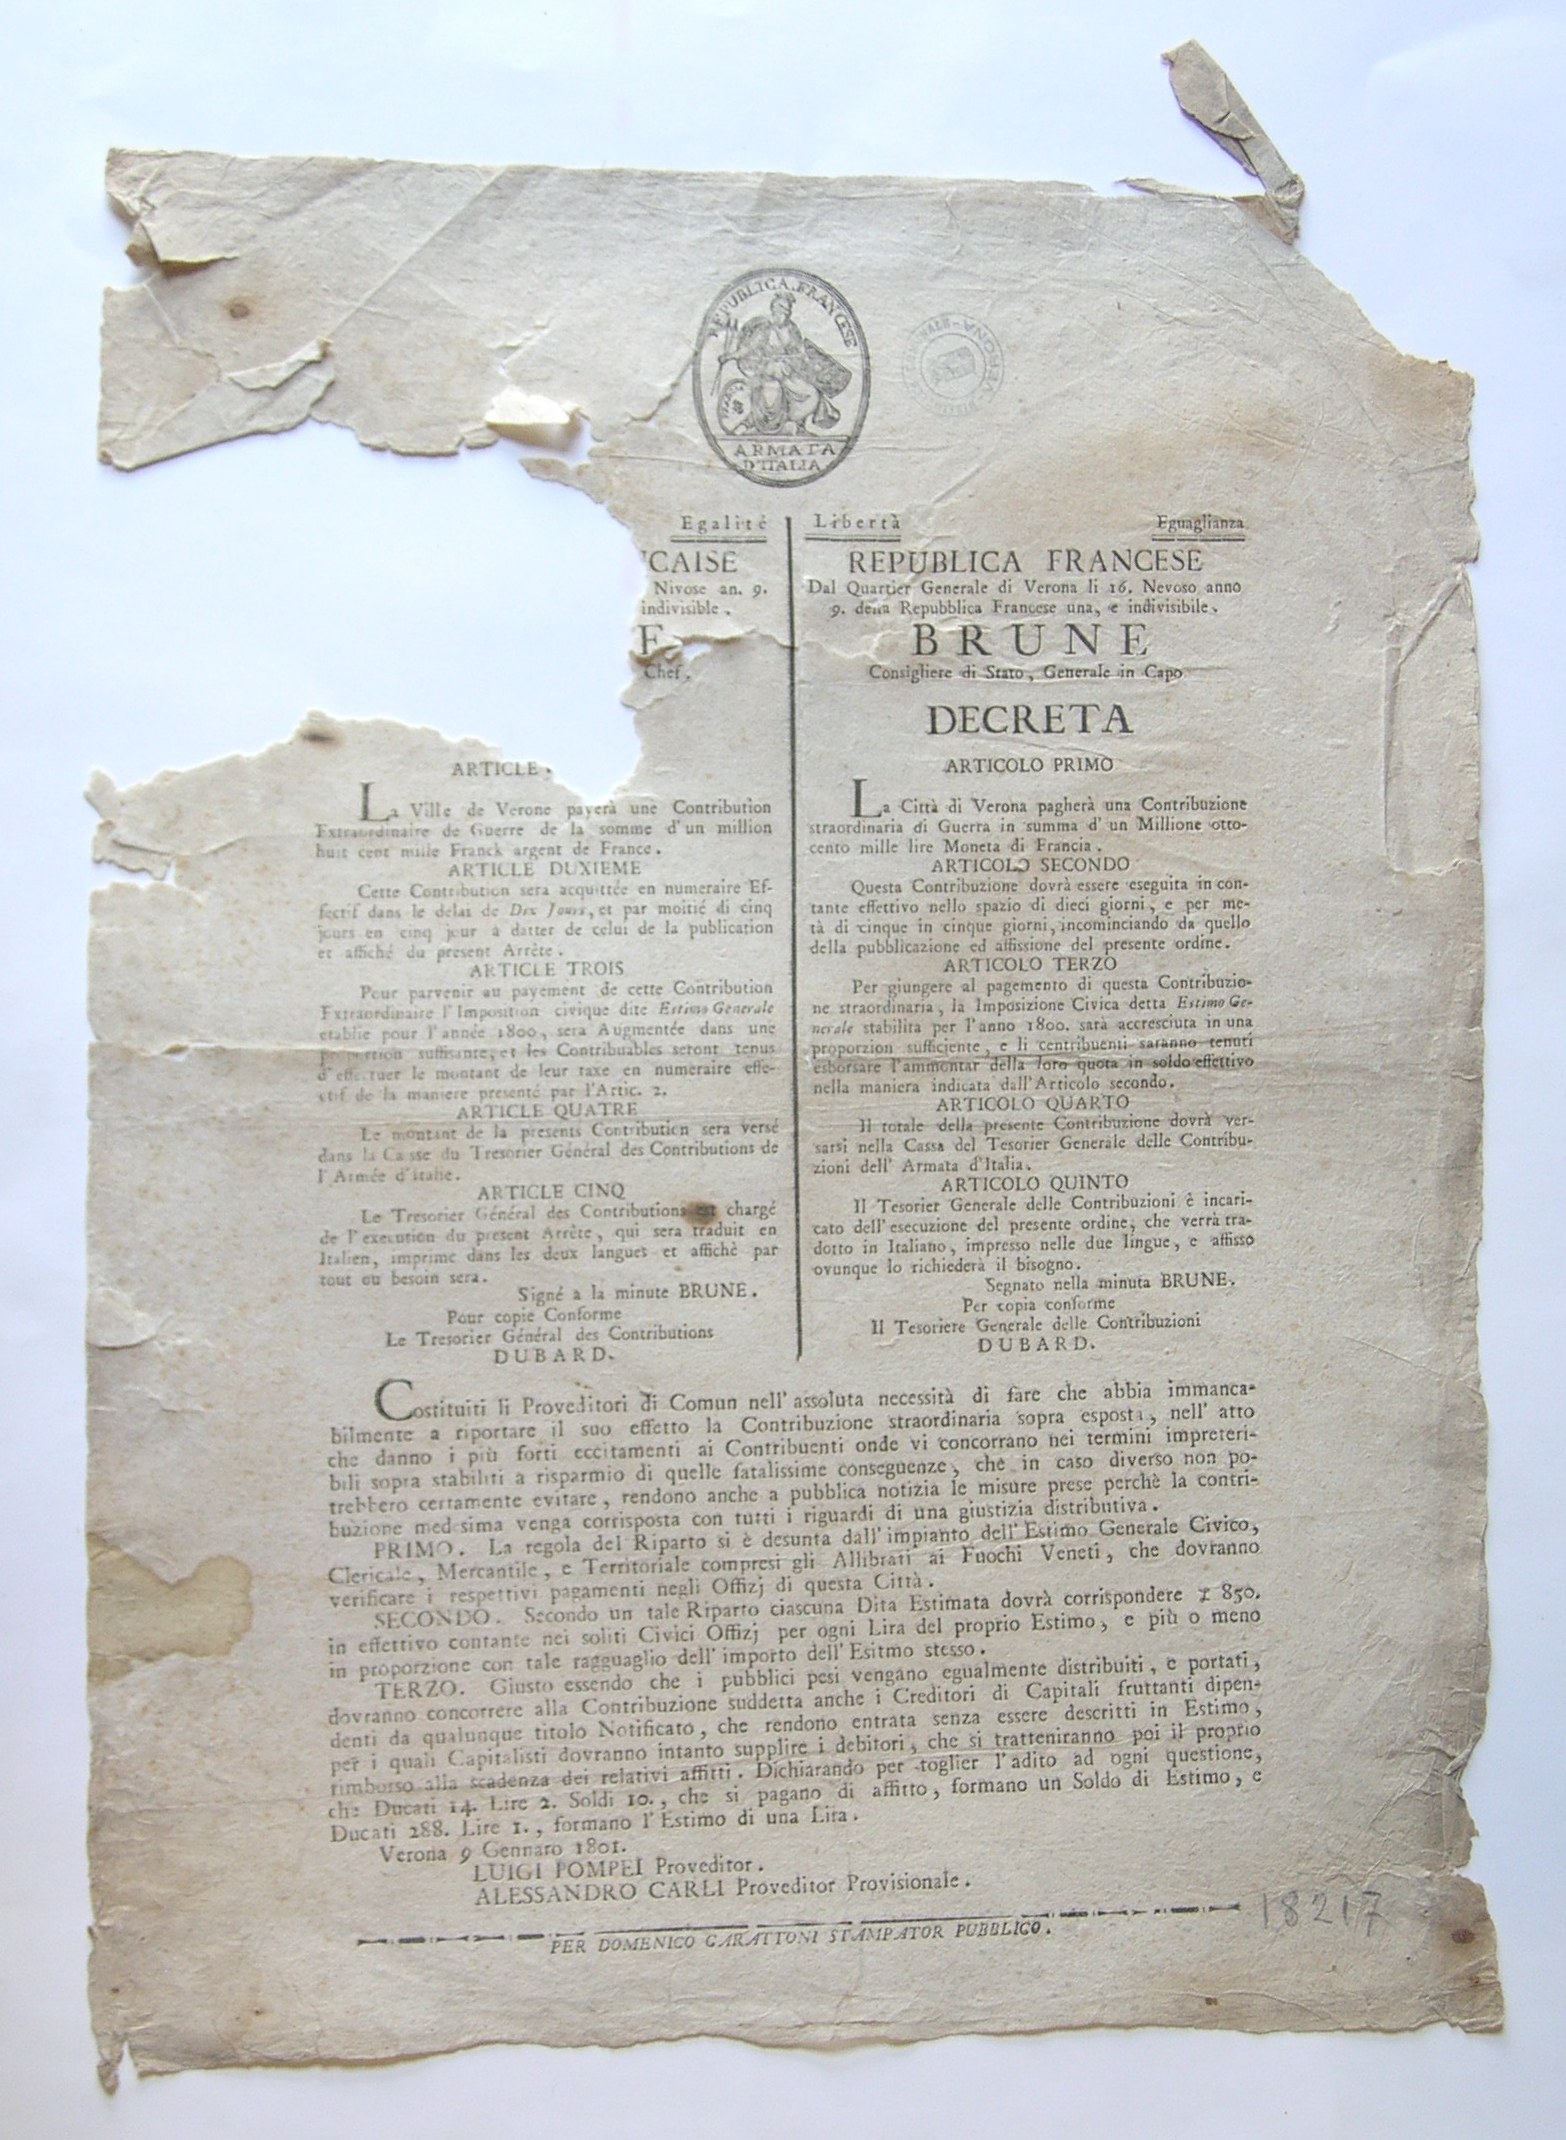 REPUBLICA FRANCESE
ARMATA
D'ITALIA
VERONA
Egalité
CAISE
Nivose an. 9.
indivisible.
E
Chef.
ARTICLE.
La Ville de Verone payerà une Contribution
Extraordinaire de Guerre de la somme d'un million
huit cent mille Franck argent de France.
ARTICLE DUXIEME
Cette Contribution sera acquittée en numeraire Ef-
fectif dans le delai de Dix Jours, et par moitié di cinq
jours en cinq jour à datter de celui de la publication
et affiché du present Arrète.
ARTICLE TROIS
Pour parvenir au payement de cette Contribution
Extraordinaire l'Imposition civique dite Estimo Generale
etablie pour l'année 1800, sera Augmentée dans une
proportion suffisante, et les Contribuables seront tenus
d'effectuer le montant de leur taxe en numeraire effe-
ctif de la maniere presenté par l'Artic. 2.
ARTICLE QUATRE
Le montant de la presents Contribution sera versé
dans la Caisse du Tresorier Général des Contributions de
l'Armée d'Italie.
ARTICLE CINQ
Le Tresorier Général des Contributions est chargé
de l'execution du present Arrète, qui sera traduit en
Italien, imprime dans les deux langues et affichè par
tout ou besoin sera.
Signé a la minute BRUNE.
Pour copie Conforme
Le Tresorier Général des Contributions
DUBARD.
Libertà Eguaglianza
REPUBLICA FRANCESE
Dal Quartier Generale di Verona li 16. Nevoso anno
9. della Repubblica Francese una, e indivisibile.
BRUNE
Consigliere di Stato, Generale in Capo
DECRETA
ARTICOLO PRIMO
La Città di Verona pagherà una Contribuzione
straordinaria di Guerra in summa d' un Millione otto-
cento mille lire Moneta di Francia.
ARTICOLO SECONDO
Questa Contribuzione dovrà essere eseguita in con-
tante effettivo nello spazio di dieci giorni, e per me-
tà di cinque in cinque giorni, incominciando da quello
della pubblicazione ed affissione del presente ordine.
ARTICOLO TERZO
Per giungere al pagemento di questa Contribuzio-
ne straordinaria, la Imposizione Civica detta Estimo Ge-
nerale stabilita per l'anno 1800. sarà accresciuta in una
proporzion sufficiente, e li centribuenti saranno tenuti
esborsare l'ammontar della loro quota in soldo effettivo
nella maniera indicata dall'Articolo secondo.
ARTICOLO QUARTO
Il totale della presente Contribuzione dovrà ver-
sarsi nella Cassa del Tesorier Generale delle Contribu-
zioni dell' Armata d'Italia.
ARTICOLO QUINTO
Il Tesorier Generale delle Contribuzioni è incari-
cato dell'esecuzione del presente ordine, che verrà tra-
dotto in Italiano, impresso nelle due lingue, e affisso
ovunque lo richiederà il bisogno.
Segnato nella minuta BRUNE.
Per copia conforme
Il Tesoriere Generale delle Contribuzioni
DUBARD.
Costituiti li Proveditori di Comun nell' assoluta necessità di fare che abbia immanca-
bilmente a riportare il suo effetto la Contribuzione straordinaria sopra esposta, nell' atto
che danno i più forti eccitamenti ai Contribuenti onde vi concorrano nei termini impreteri-
bili sopra stabiliti a risparmio di quelle fatalissime conseguenze, che in caso diverso non po-
trebbero certamente evitare, rendono anche a pubblica notizia le misure prese perchè la contri-
buzione medesima venga corrisposta con tutti i riguardi di una giustizia distributiva.
PRIMO. La regola del Riparto si è desunta dall' impianto dell' Estimo Generale Civico,
Clericale, Mercantile, e Territoriale compresi gli Allibrati ai Fuochi Veneti, che dovranno
verificare i respettivi pagamenti negli Offizj di questa Città.
SECONDO. Secondo un tale Riparto ciascuna Dita Estimata dovrà corrispondere £ 850.
in effettivo contante nei soliti Civici Offizj per ogni Lira del proprio Estimo, e più o meno
in proporzione con tale ragguaglio dell' importo dell' Esitmo stesso.
TERZO. Giusto essendo che i pubblici pesi vengano egualmente distribuiti, e portati,
dovranno concorrere alla Contribuzione suddetta anche i Creditori di Capitali fruttanti dipen-
denti da qualunque titolo Notificato, che rendono entrata senza essere descritti in Estimo,
per i quali Capitalisti dovranno intanto supplire i debitori, che si tratteniranno poi il proprio
rimborso alla scadenza dei relativi affitti. Dichiarando per toglier l'adito ad ogni questione,
che Ducati 14. Lire 2. Soldi 10., che si pagano di affitto, formano un Soldo di Estimo, e
Ducati 288. Lire 1., formano l'Estimo di una Lira.
Verona 9 Gennaro 1801.
LUIGI POMPEI Proveditor.
ALESSANDRO CARLI Proveditor Provisionale.
18217
PER DOMENICO CARATTONI STAMPATOR PUBBLICO.